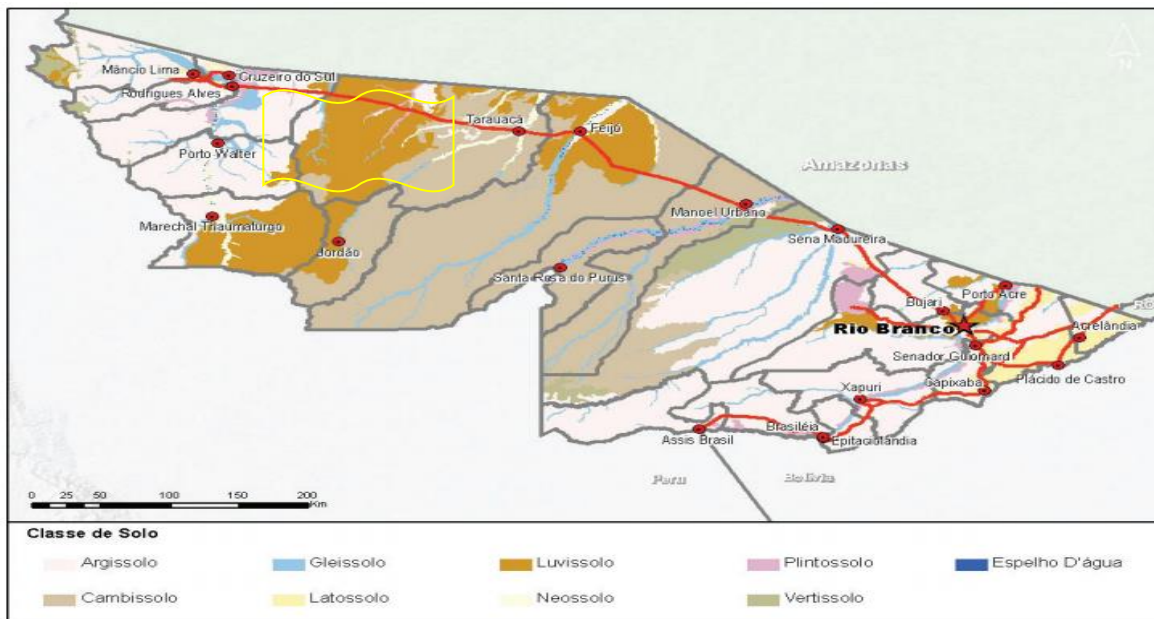 Mâncio Lima
Cruzeiro do Sul
Rodrigues Alves
Tarauacá
Feijó
Porto Walter
Amazonas
Marechal Thaumaturgo
Manoel Urbano
Jordão
Sena Madureira
Santa Rosa do Purus
Bujari
Porto Acre
Rio Branco
Acrelândia
Senador Guiomard
Plácido de Castro
Xapuri
Capixaba
Brasiléia
Assis Brasil
Epitaciolândia
Peru
Bolívia
N
0 25 50 100 150 200
Km
Classe de Solo
Argissolo Gleissolo Luvissolo Plintossolo Espelho D'água
Cambissolo Latossolo Neossolo Vertissolo